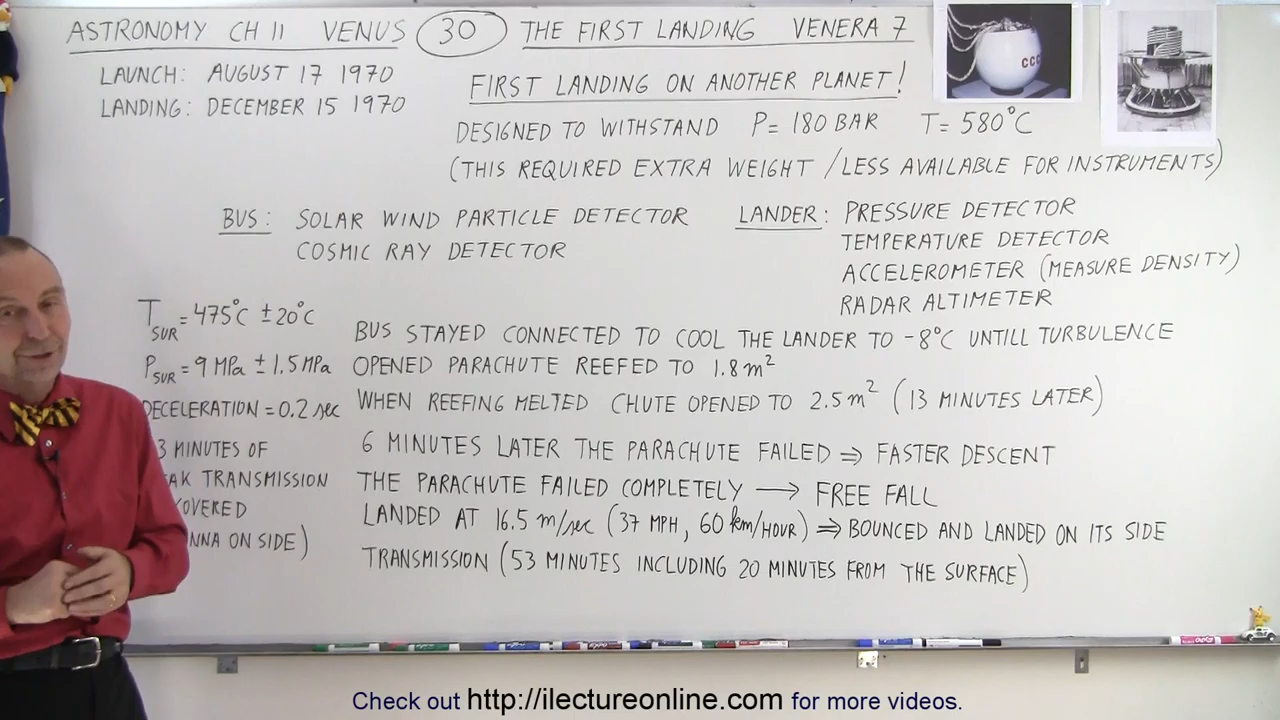 ASTRONOMY CH 11 VENUS 30 THE FIRST LANDING VENERA 7
LAUNCH: AUGUST 17 1970
LANDING: DECEMBER 15 1970
FIRST LANDING ON ANOTHER PLANET!
DESIGNED TO WITHSTAND P= 180 BAR T= 580°C
(THIS REQUIRED EXTRA WEIGHT / LESS AVAILABLE FOR INSTRUMENTS)
BUS: SOLAR WIND PARTICLE DETECTOR
COSMIC RAY DETECTOR
LANDER: PRESSURE DETECTOR
TEMPERATURE DETECTOR
ACCELEROMETER (MEASURE DENSITY)
RADAR ALTIMETER
T SUR = 475°C ± 20°C
P SUR = 9 MPa ± 1.5 MPa
DECELERATION = 0.2 sec
3 MINUTES OF
TRANSMISSION
ON SIDE)
BUS STAYED CONNECTED TO COOL THE LANDER TO -8°C UNTILL TURBULENCE
OPENED PARACHUTE REEFED TO 1.8 m²
WHEN REEFING MELTED CHUTE OPENED TO 2.5 m² (13 MINUTES LATER)
6 MINUTES LATER THE PARACHUTE FAILED ⇒ FASTER DESCENT
THE PARACHUTE FAILED COMPLETELY → FREE FALL
LANDED AT 16.5 m/sec (37 MPH, 60 km/HOUR) ⇒ BOUNCED AND LANDED ON ITS SIDE
TRANSMISSION (53 MINUTES INCLUDING 20 MINUTES FROM THE SURFACE)
CCC
Check out http://ilectureonline.com for more videos.